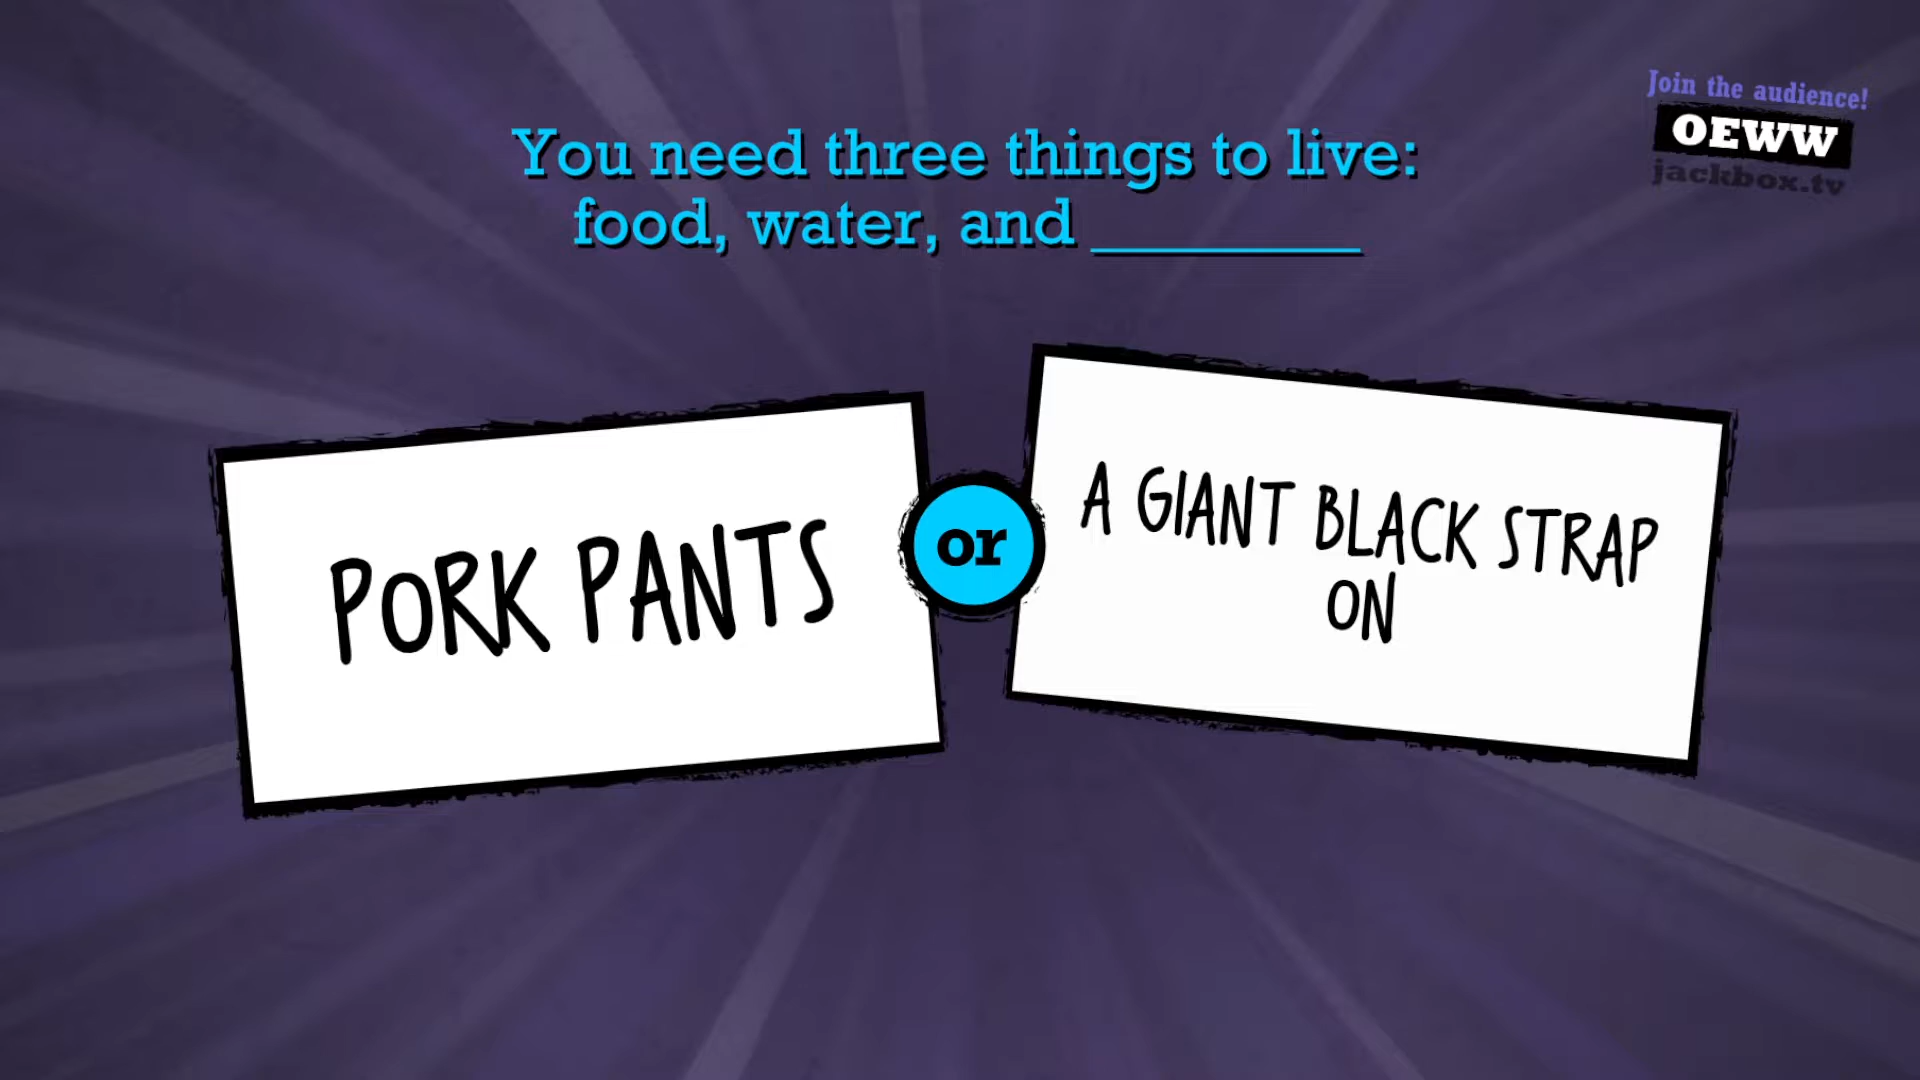 Join the audience!
OEWW
jackbox.tv
You need three things to live:
food, water, and ________
PORK PANTS
or
A GIANT BLACK STRAP
ON